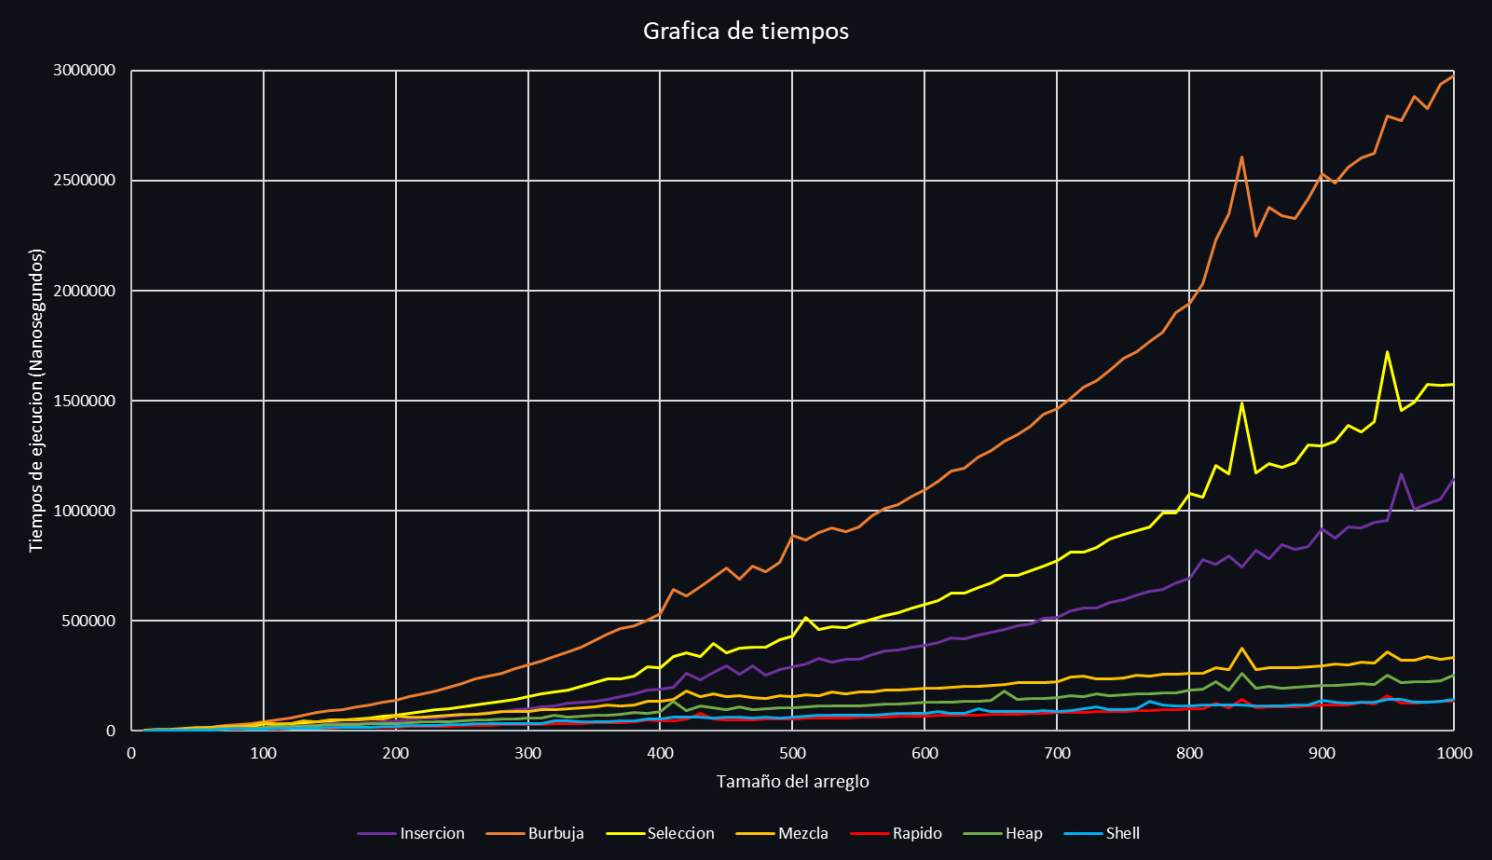 Grafica de tiempos
3000000
2500000
2000000
1500000
1000000
500000
0
Tiempos de ejecucion (Nanosegundos)
0 100 200 300 400 500 600 700 800 900 1000
Tamaño del arreglo
Insercion Burbuja Seleccion Mezcla Rapido Heap Shell